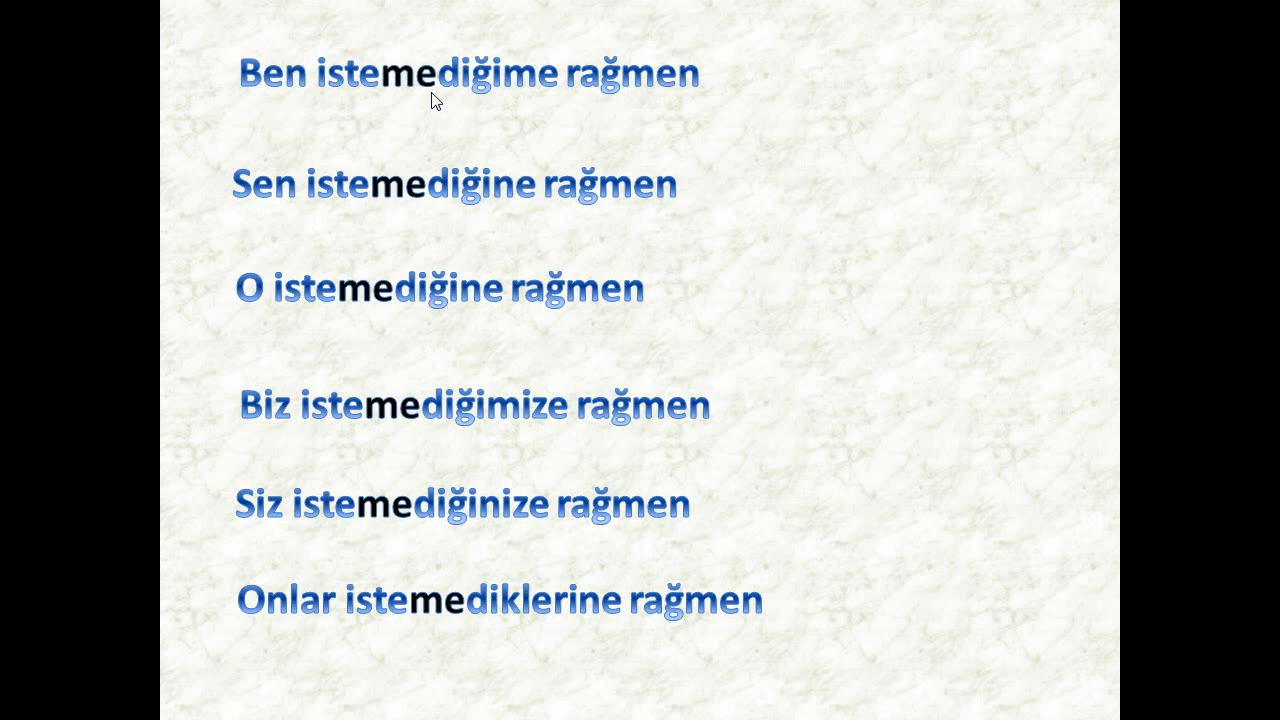 Ben istemediğime rağmen
Sen istemediğine rağmen
O istemediğine rağmen
Biz istemediğimize rağmen
Siz istemediğinize rağmen
Onlar istemediklerine rağmen